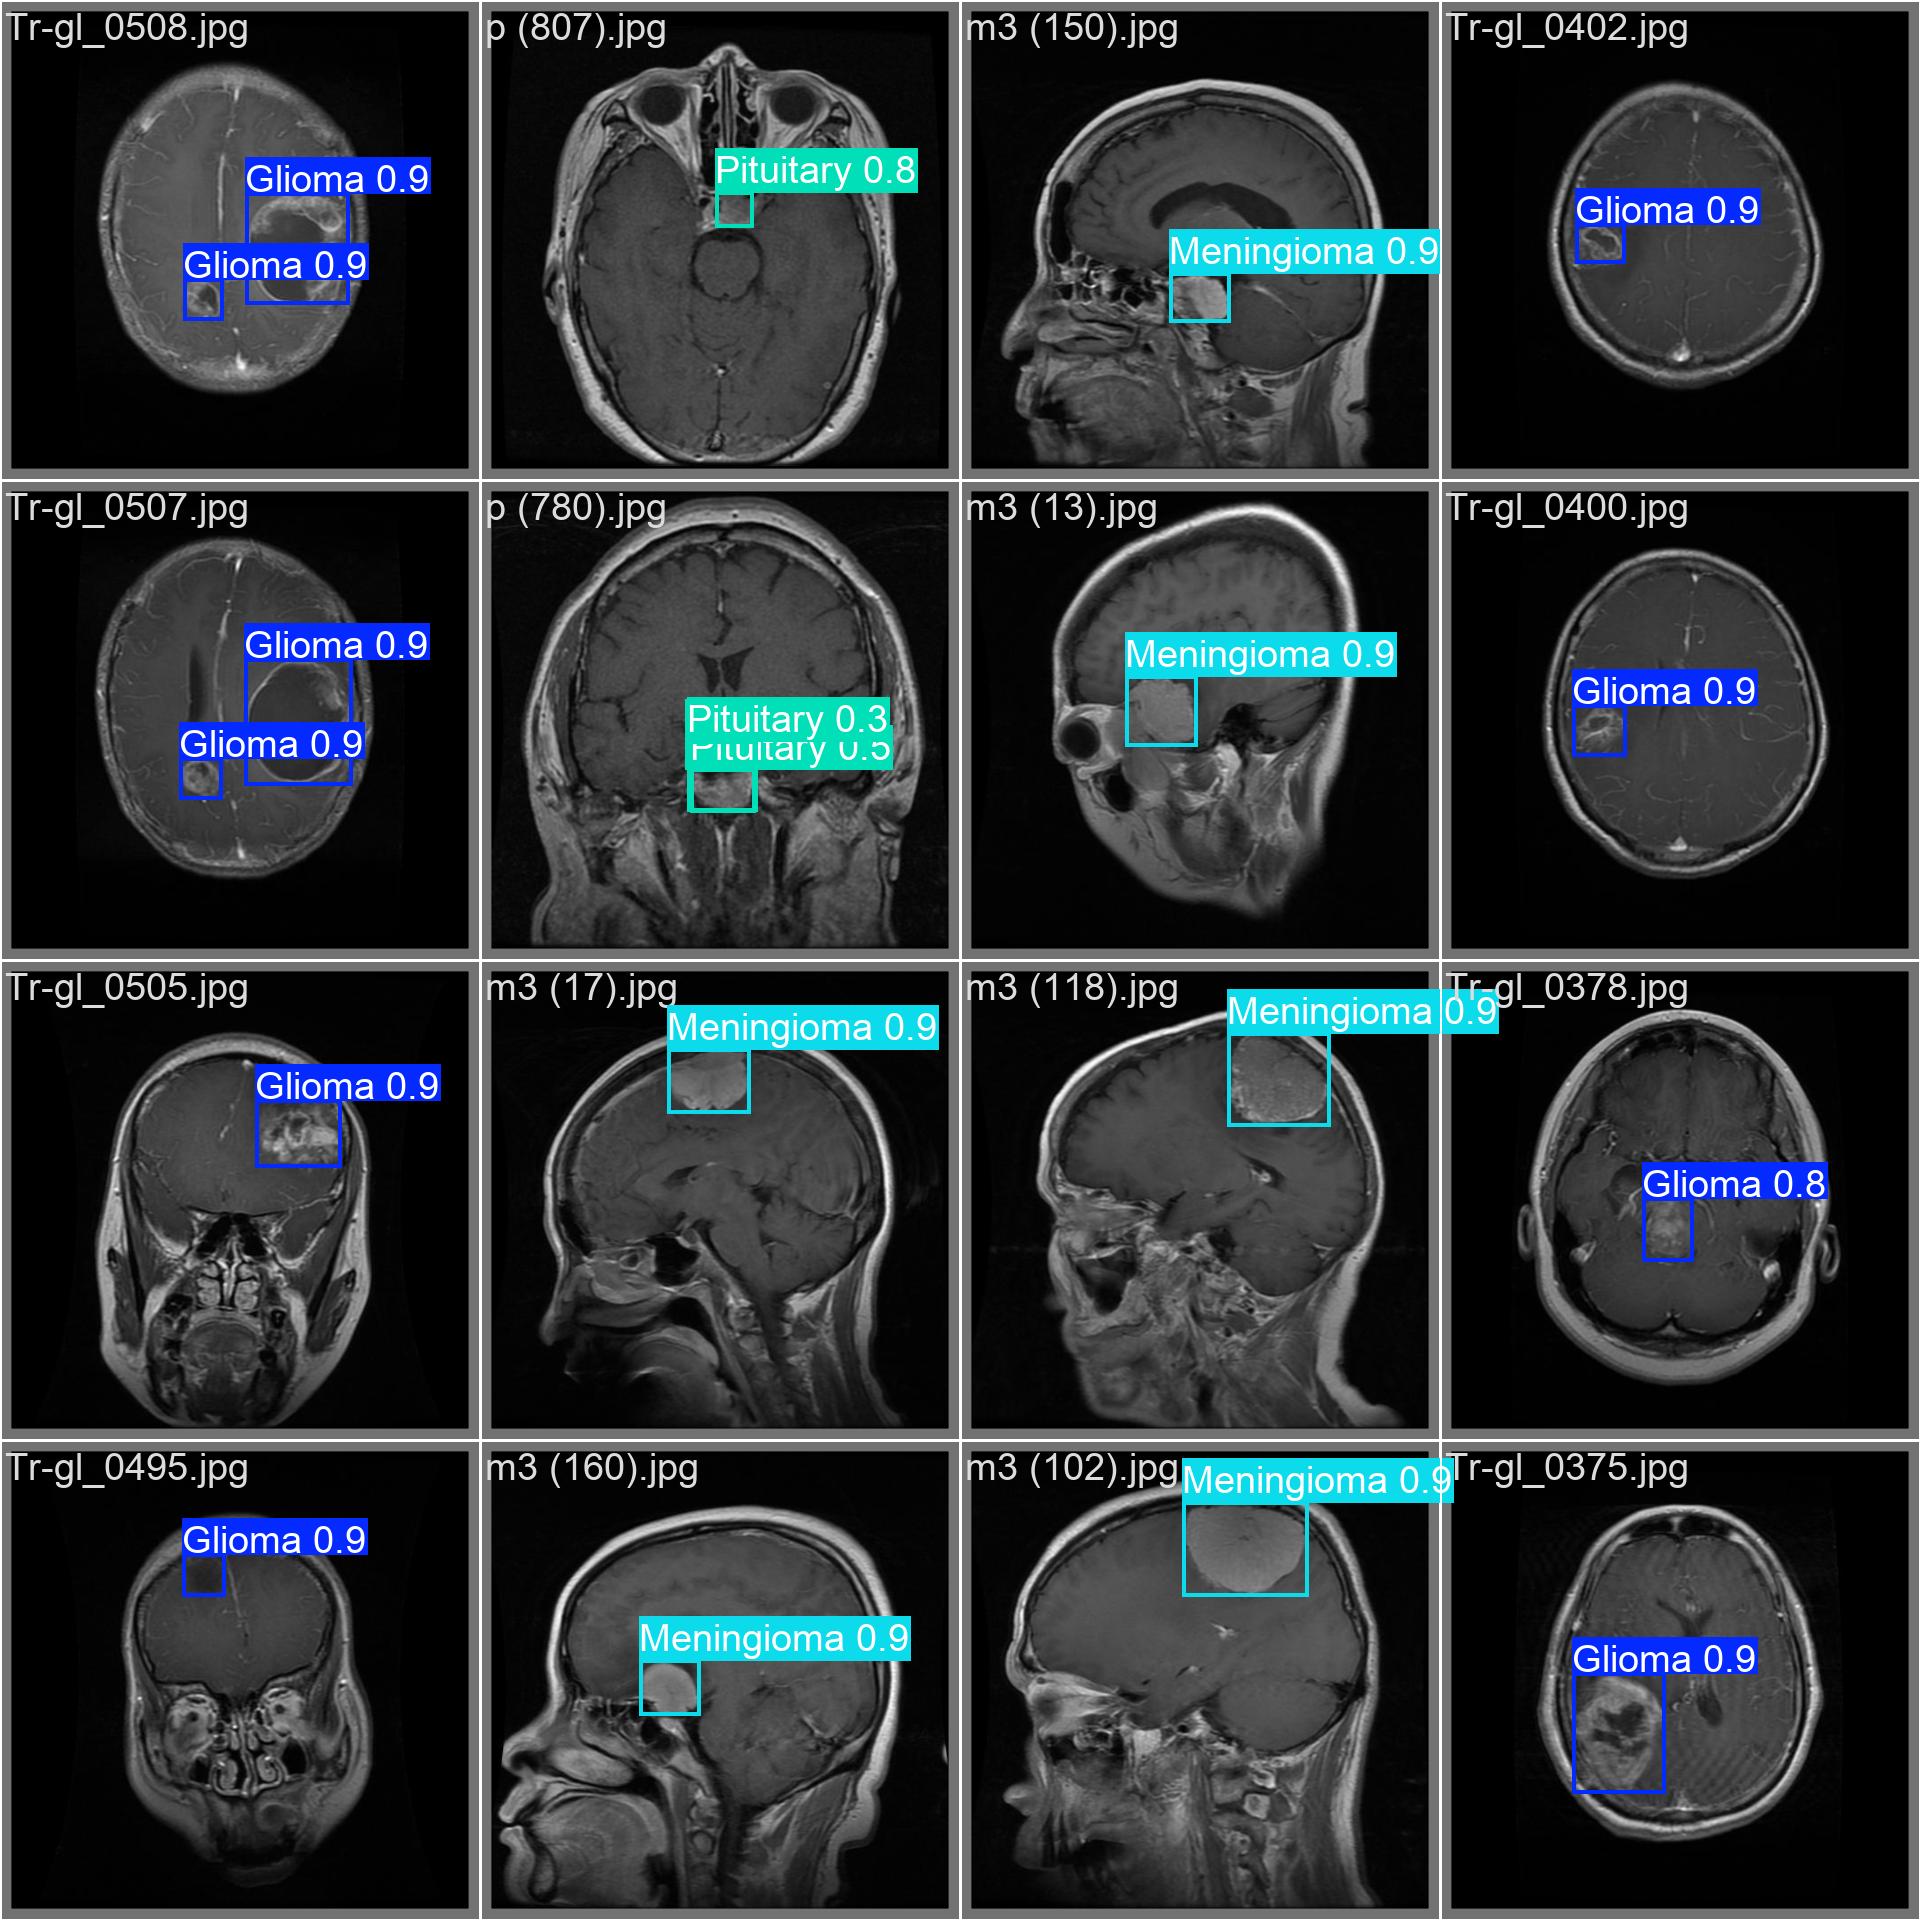 Tr-gl_0508.jpg
Glioma 0.9
Glioma 0.9
p (807).jpg
Pituitary 0.8
m3 (150).jpg
Meningioma 0.9
Tr-gl_0402.jpg
Glioma 0.9
Tr-gl_0507.jpg
Glioma 0.9
Glioma 0.9
p (780).jpg
Pituitary 0.3
Pituitary 0.5
m3 (13).jpg
Meningioma 0.9
Tr-gl_0400.jpg
Glioma 0.9
Tr-gl_0505.jpg
Glioma 0.9
m3 (17).jpg
Meningioma 0.9
m3 (118).jpg
Meningioma 0.9
Tr-gl_0378.jpg
Glioma 0.8
Tr-gl_0495.jpg
Glioma 0.9
m3 (160).jpg
Meningioma 0.9
m3 (102).jpg
Meningioma 0.9
Tr-gl_0375.jpg
Glioma 0.9